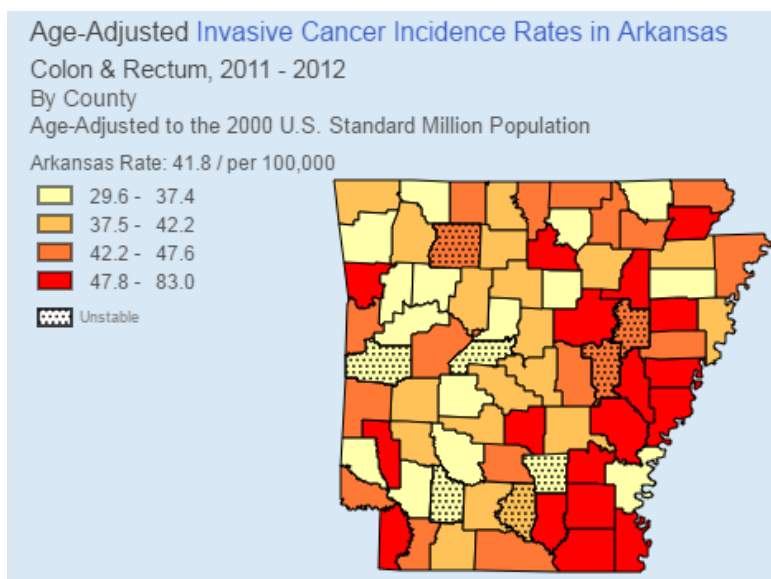 Age-Adjusted Invasive Cancer Incidence Rates in Arkansas
Colon & Rectum, 2011 - 2012
By County
Age-Adjusted to the 2000 U.S. Standard Million Population
Arkansas Rate: 41.8 / per 100,000
29.6 - 37.4
37.5 - 42.2
42.2 - 47.6
47.8 - 83.0
Unstable